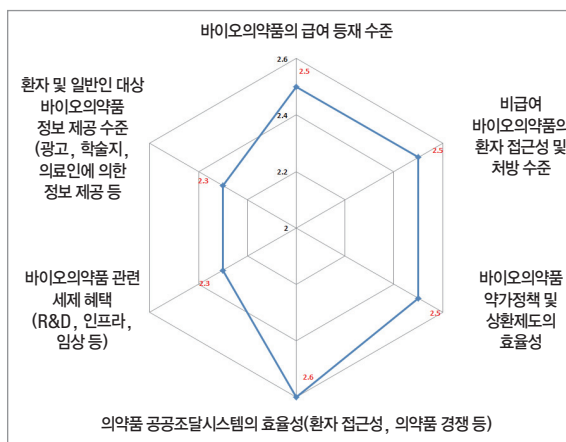 바이오의약품의 급여 등재 수준
2.6
2.5
환자 및 일반인 대상
바이오의약품
정보 제공 수준
(광고, 학술지,
의료인에 의한
정보 제공 등
비급여
바이오의약품의
환자 접근성 및
처방 수준
2.4
2.5
2.3
2.2
2
바이오의약품 관련
세제 혜택
(R&D, 인프라,
임상 등)
2.3
바이오의약품
약가정책 및
상환제도의
효율성
2.5
2.6
의약품 공공조달시스템의 효율성(환자 접근성, 의약품 경쟁 등)